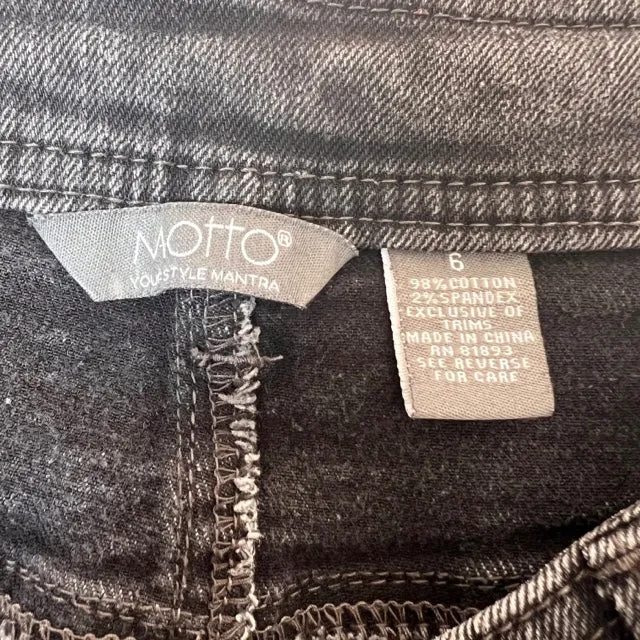 MOTTO®
YOUR STYLE MANTRA
6
98% COTTON
2% SPANDEX
EXCLUSIVE OF
TRIMS
MADE IN CHINA
RN 81893
SEE REVERSE
FOR CARE